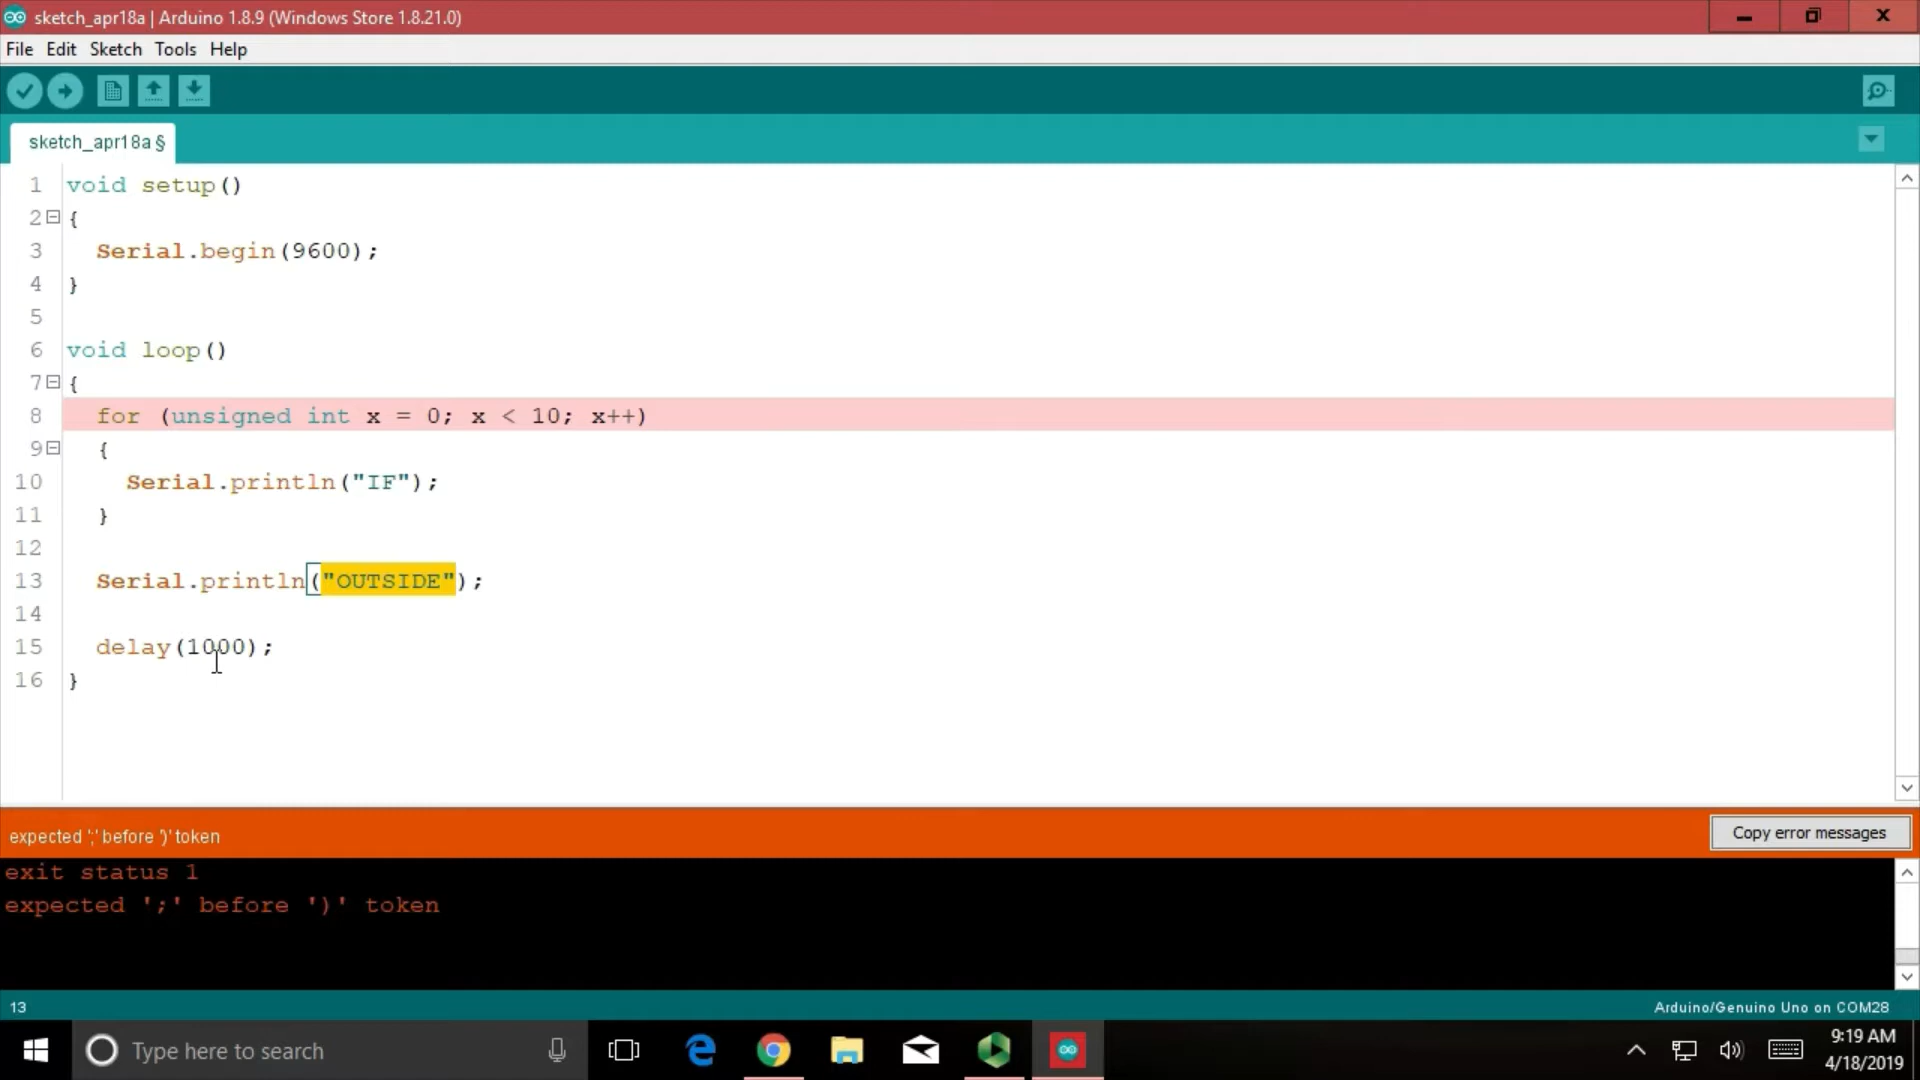 sketch_apr18a | Arduino 1.8.9 (Windows Store 1.8.21.0)
File Edit Sketch Tools Help
sketch_apr18a §
1 void setup()
2 {
3 Serial.begin(9600);
4 }
5
6 void loop()
7 {
8 for (unsigned int x = 0; x < 10; x++)
9 {
10 Serial.println("IF");
11 }
12
13 Serial.println("OUTSIDE");
14
15 delay(1000);
16 }
expected ';' before ')' token
Copy error messages
exit status 1
expected ';' before ')' token
13
Arduino/Genuino Uno on COM28
Type here to search
9:19 AM
4/18/2019